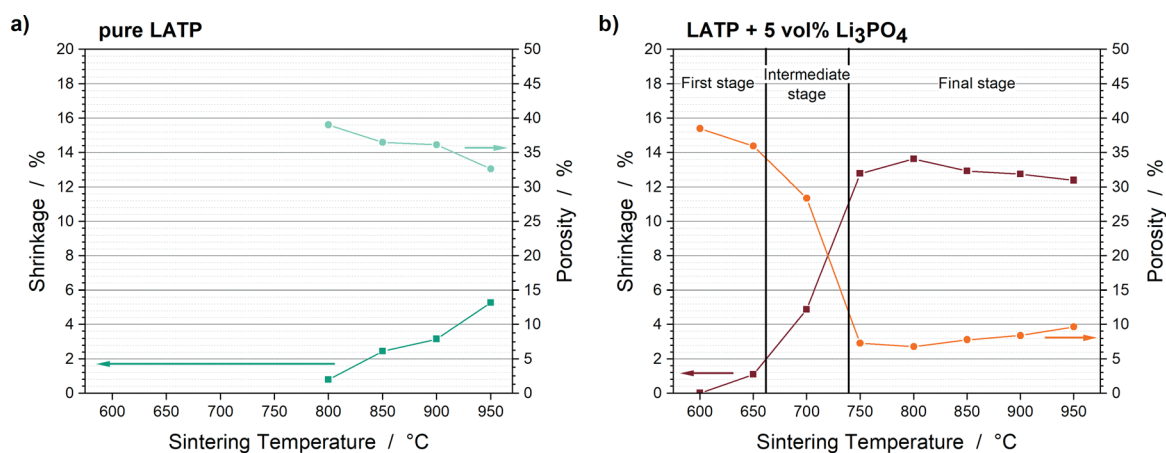 a)
pure LATP
20
18
16
14
12
10
8
6
4
2
0
Shrinkage / %
50
45
40
35
30
25
20
15
10
5
0
Porosity / %
600 650 700 750 800 850 900 950
Sintering Temperature / °C
b)
LATP + 5 vol% Li₃PO₄
First stage
Intermediate
stage
Final stage
20
18
16
14
12
10
8
6
4
2
0
Shrinkage / %
50
45
40
35
30
25
20
15
10
5
0
Porosity / %
600 650 700 750 800 850 900 950
Sintering Temperature / °C